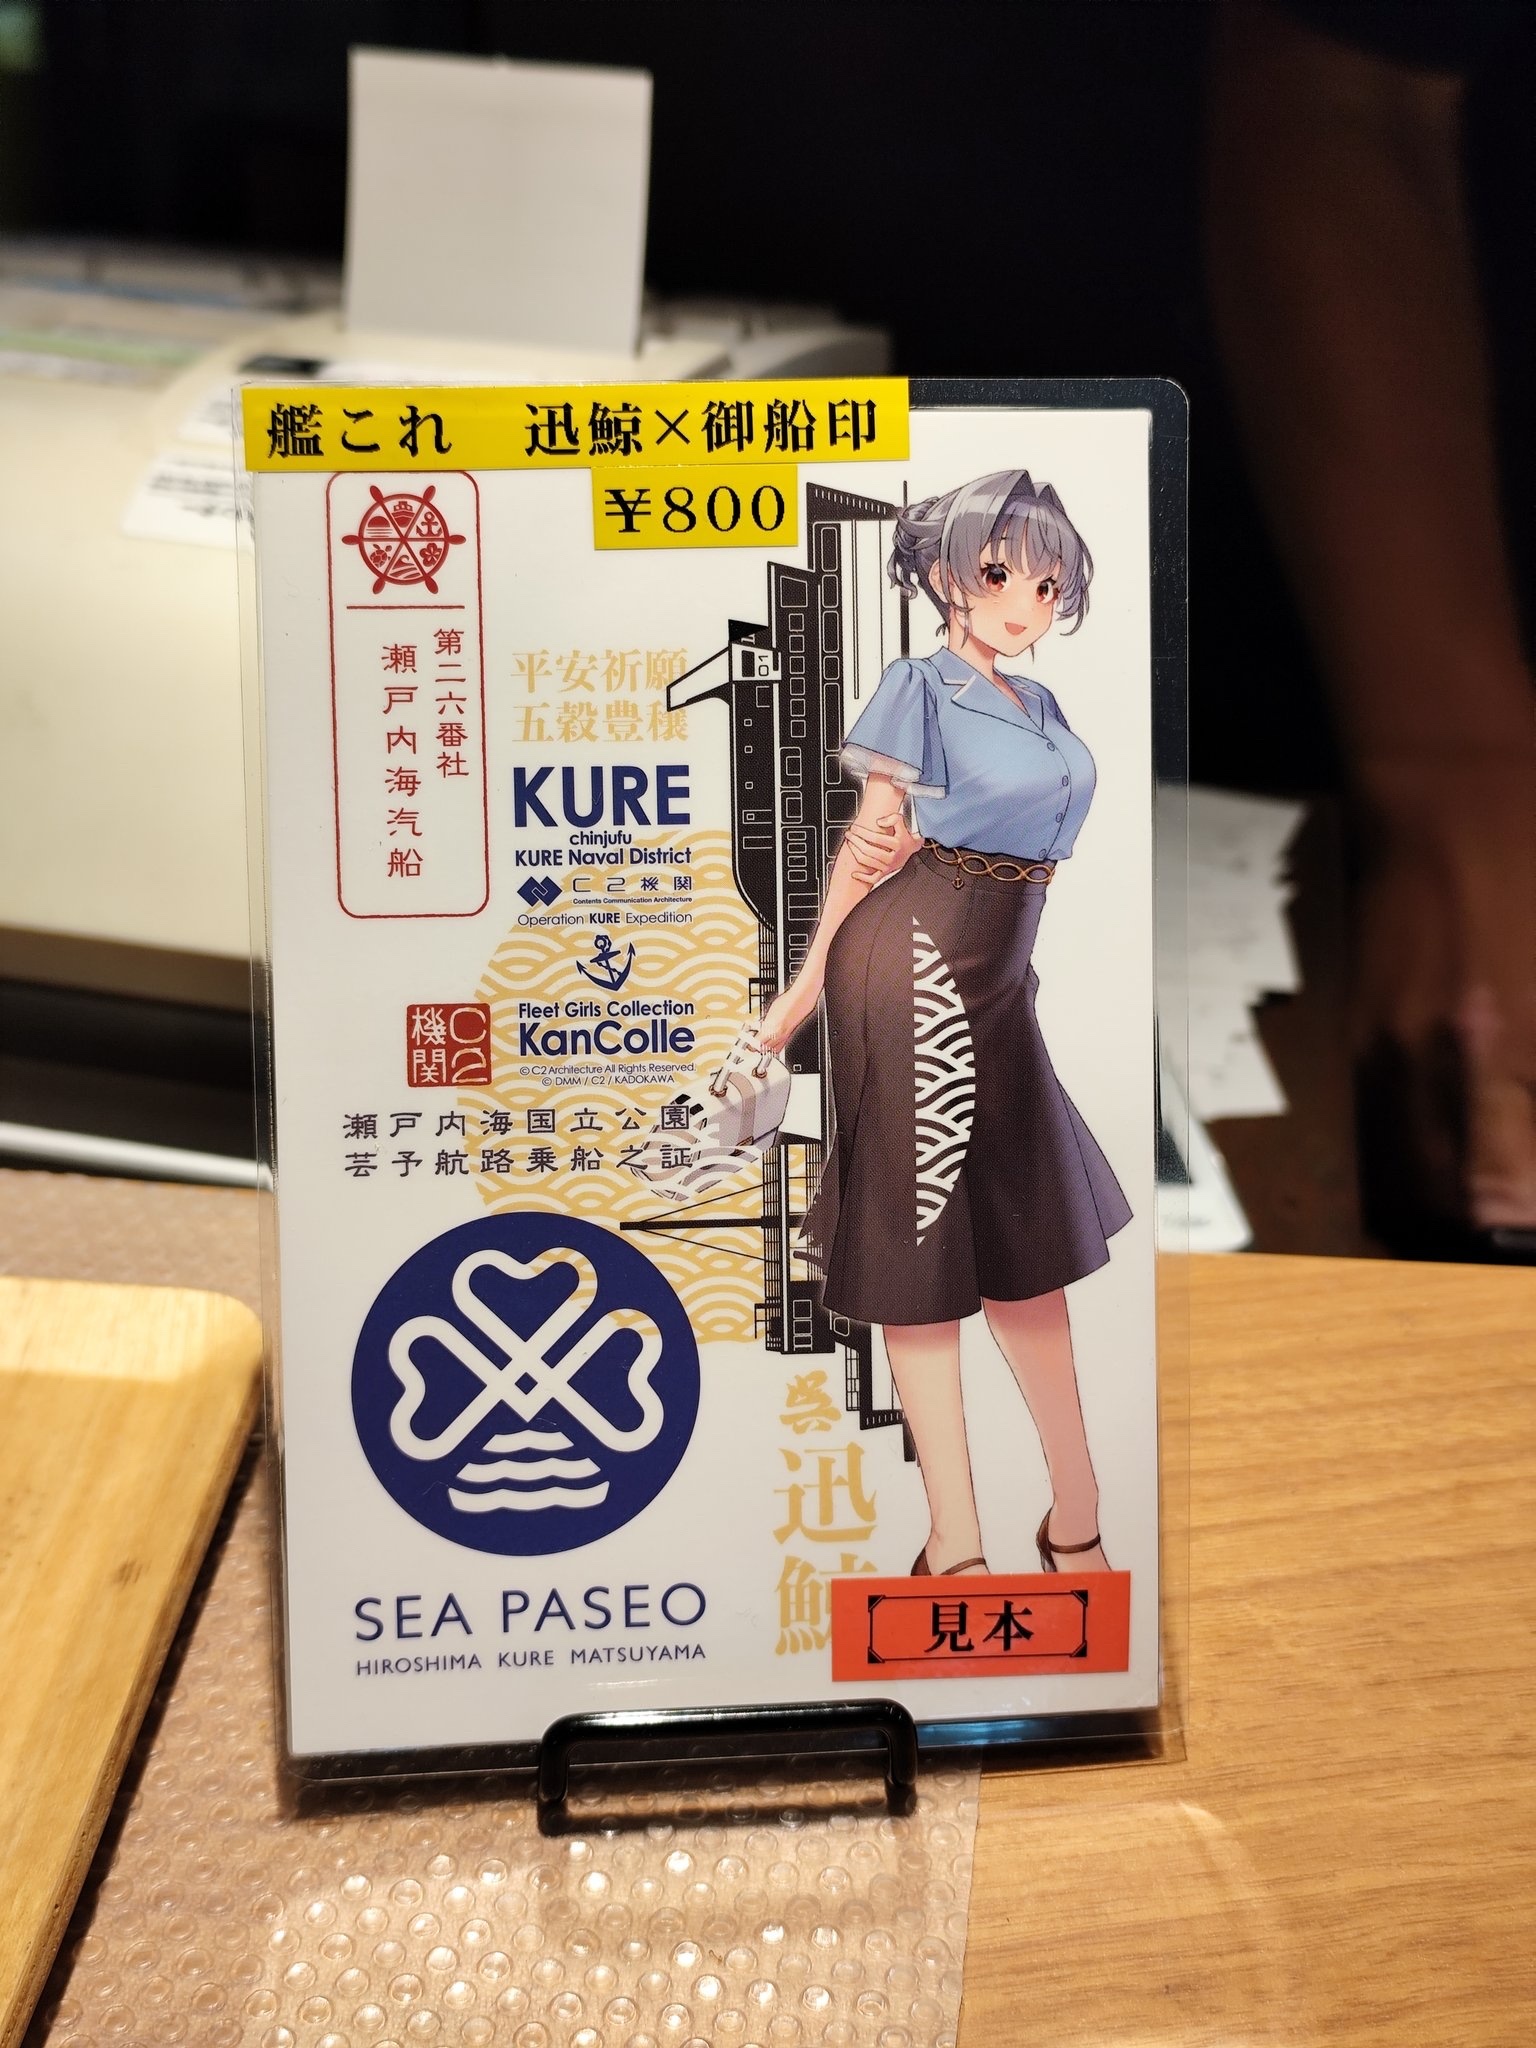 艦これ 迅鯨×御船印
¥800
第二六番社
瀬戸内海汽船
平安祈願
五穀豊穣
KURE
chinjufu
KURE Naval District
C2機関
Contents Communication Architecture
Operation KURE Expedition
Fleet Girls Collection
KanColle
© C2 Architecture All Rights Reserved.
© DMM / C2 / KADOKAWA
C2
機関
01
瀬戸内海国立公園
芸予航路乗船之証
SEA PASEO
HIROSHIMA KURE MATSUYAMA
呉
迅鯨
見本